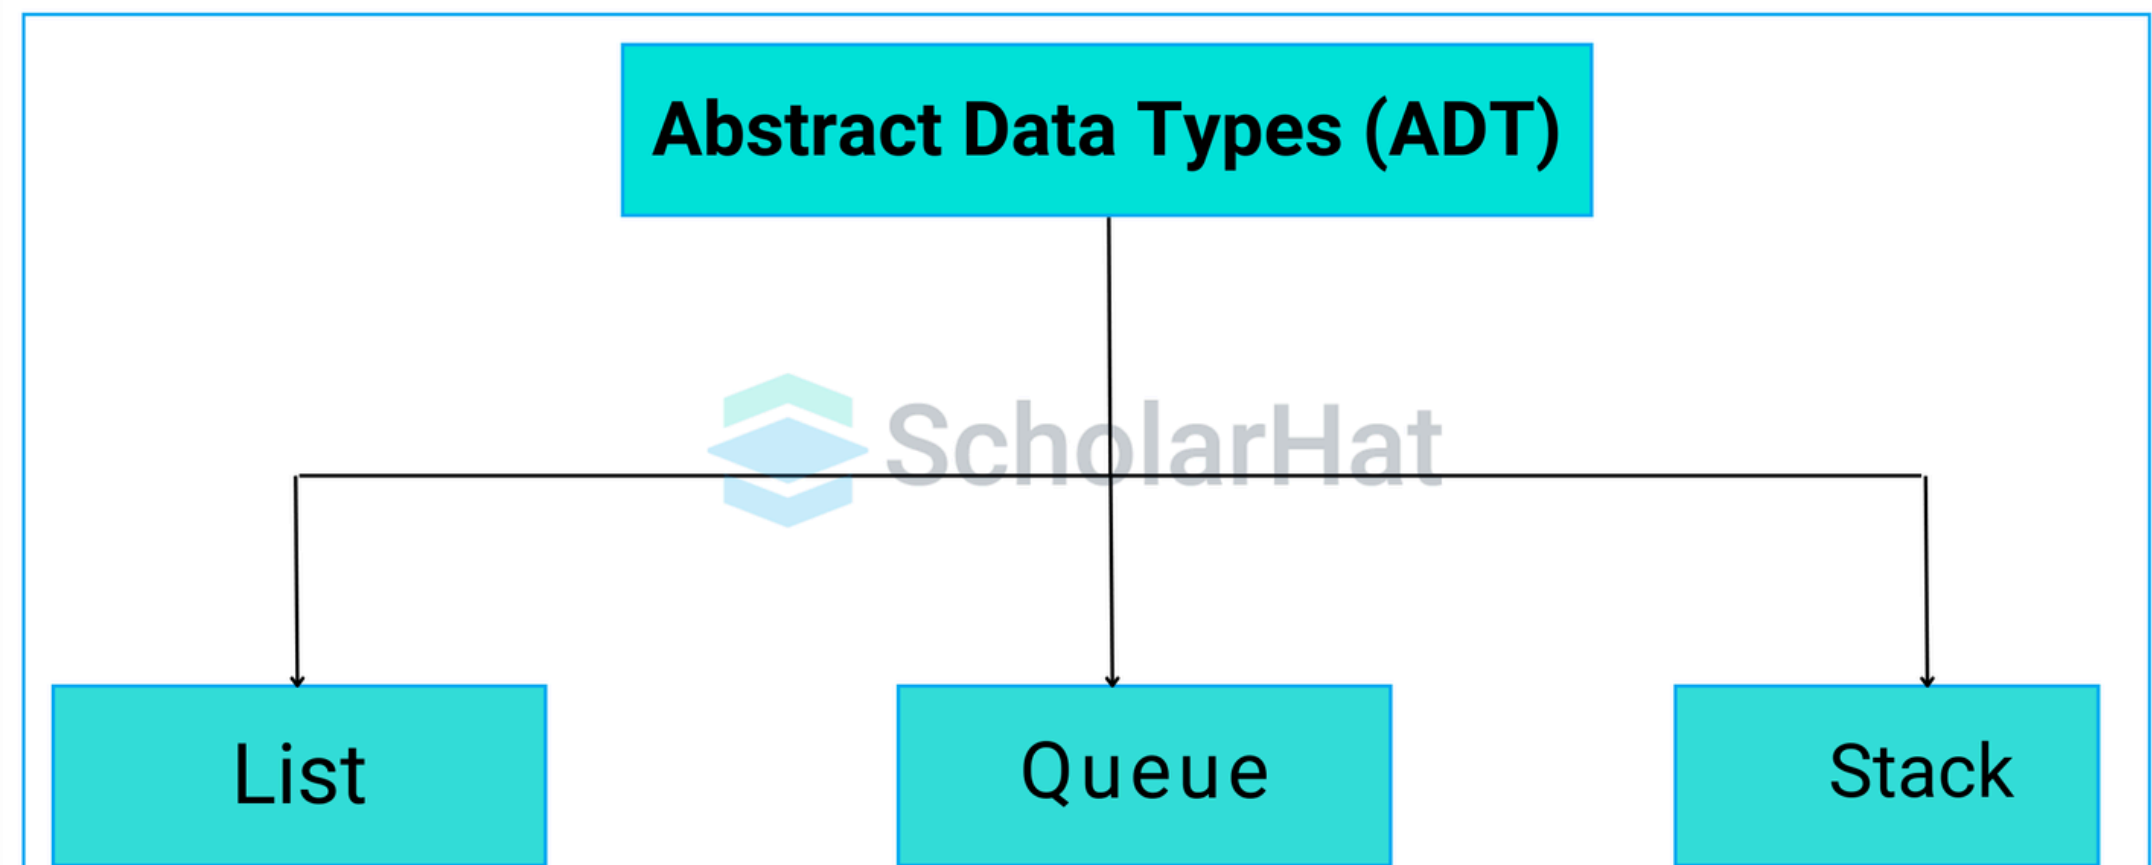 Abstract Data Types (ADT)
ScholarHat
List
Queue
Stack